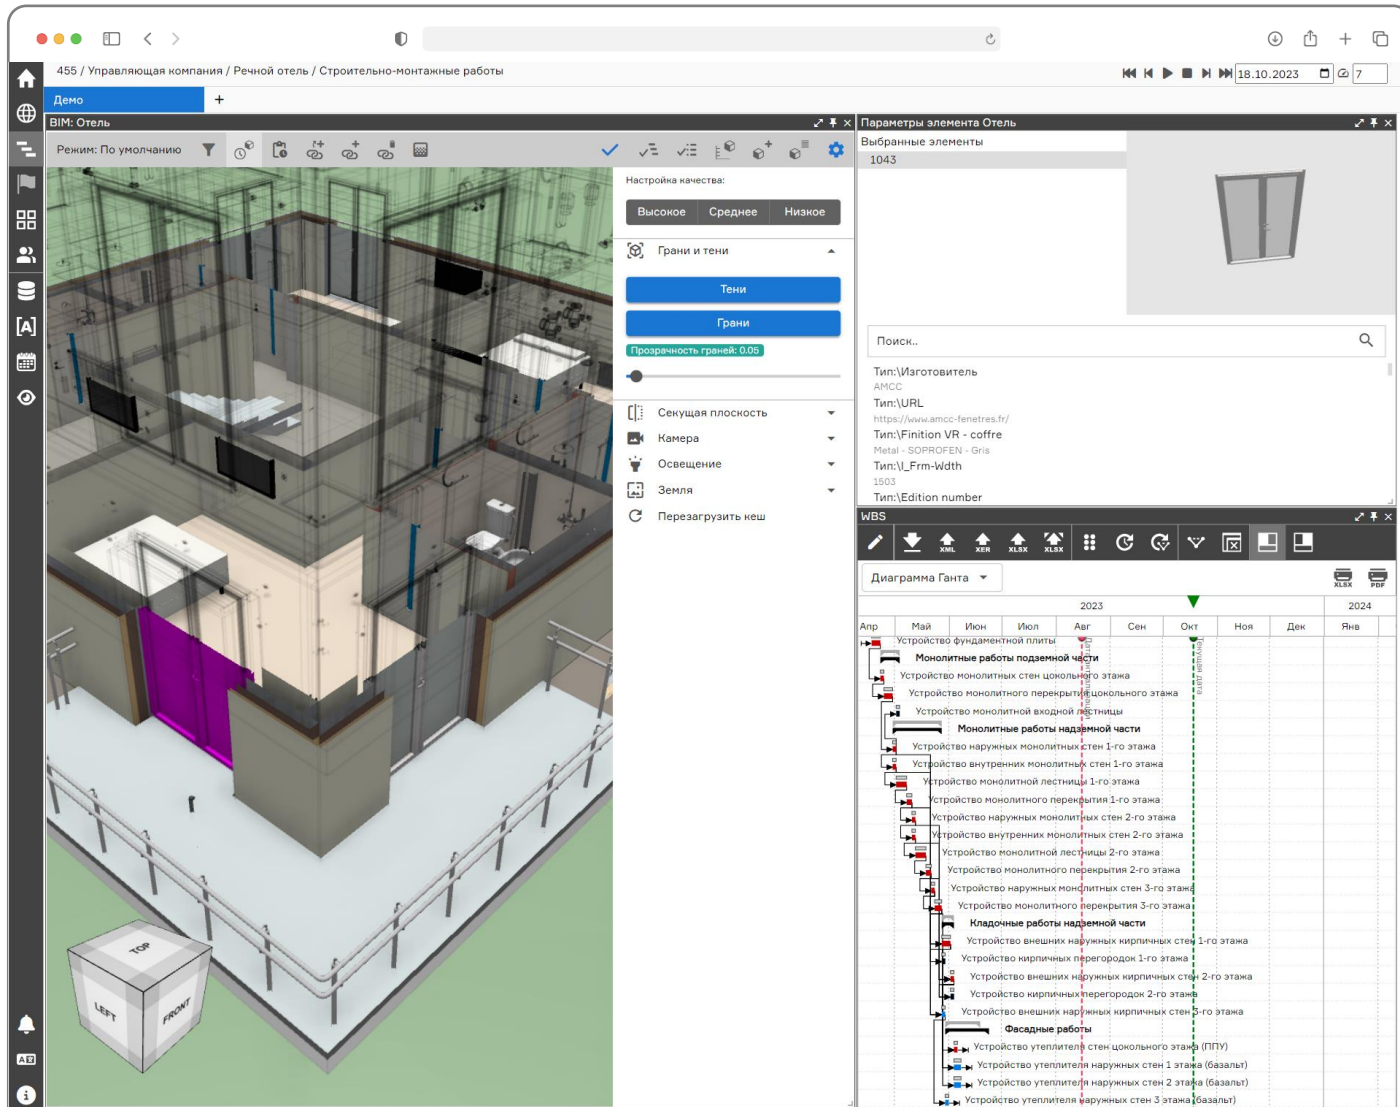 455 / Управляющая компания / Речной отель / Строительно-монтажные работы
18.10.2023
7
Демо
+
BIM: Отель
Режим: По умолчанию
Настройка качества:
Высокое Среднее Низкое
Грани и тени
Тени
Грани
Прозрачность граней: 0.05
Секущая плоскость
Камера
Освещение
Земля
Перезагрузить кеш
TOP
LEFT
FRONT
[A]
Параметры элемента Отель
Выбранные элементы
1043
Поиск..
Тип:\Изготовитель
AMCC
Тип:\URL
https://www.amcc-fenetres.fr/
Тип:\Finition VR - coffre
Metal - SOPROFEN - Gris
Тип:\I_Frm-Wdth
1503
Тип:\Edition number
WBS
XML XER XLSX XLSX
Диаграмма Ганта
XLSX PDF
2023 2024
Апр Май Июн Июл Авг Сен Окт Ноя Дек Янв
Текущая дата
Устройство фундаментной плиты
Монолитные работы подземной части
Устройство монолитных стен цокольного этажа
Устройство монолитного перекрытия цокольного этажа
Устройство монолитной входной лестницы
Монолитные работы надземной части
Устройство наружных монолитных стен 1-го этажа
Устройство внутренних монолитных стен 1-го этажа
Устройство монолитной лестницы 1-го этажа
Устройство монолитного перекрытия 1-го этажа
Устройство наружных монолитных стен 2-го этажа
Устройство внутренних монолитных стен 2-го этажа
Устройство монолитной лестницы 2-го этажа
Устройство монолитного перекрытия 2-го этажа
Устройство наружных монолитных стен 3-го этажа
Устройство монолитного перекрытия 3-го этажа
Кладочные работы надземной части
Устройство внешних наружных кирпичных стен 1-го этажа
Устройство кирпичных перегородок 1-го этажа
Устройство внешних наружных кирпичных стен 2-го этажа
Устройство кирпичных перегородок 2-го этажа
Устройство внешних наружных кирпичных стен 3-го этажа
Фасадные работы
Устройство утеплителя стен цокольного этажа (ППУ)
Устройство утеплителя наружных стен 1 этажа (базальт)
Устройство утеплителя наружных стен 2 этажа (базальт)
Устройство утеплителя наружных стен 3 этажа (базальт)